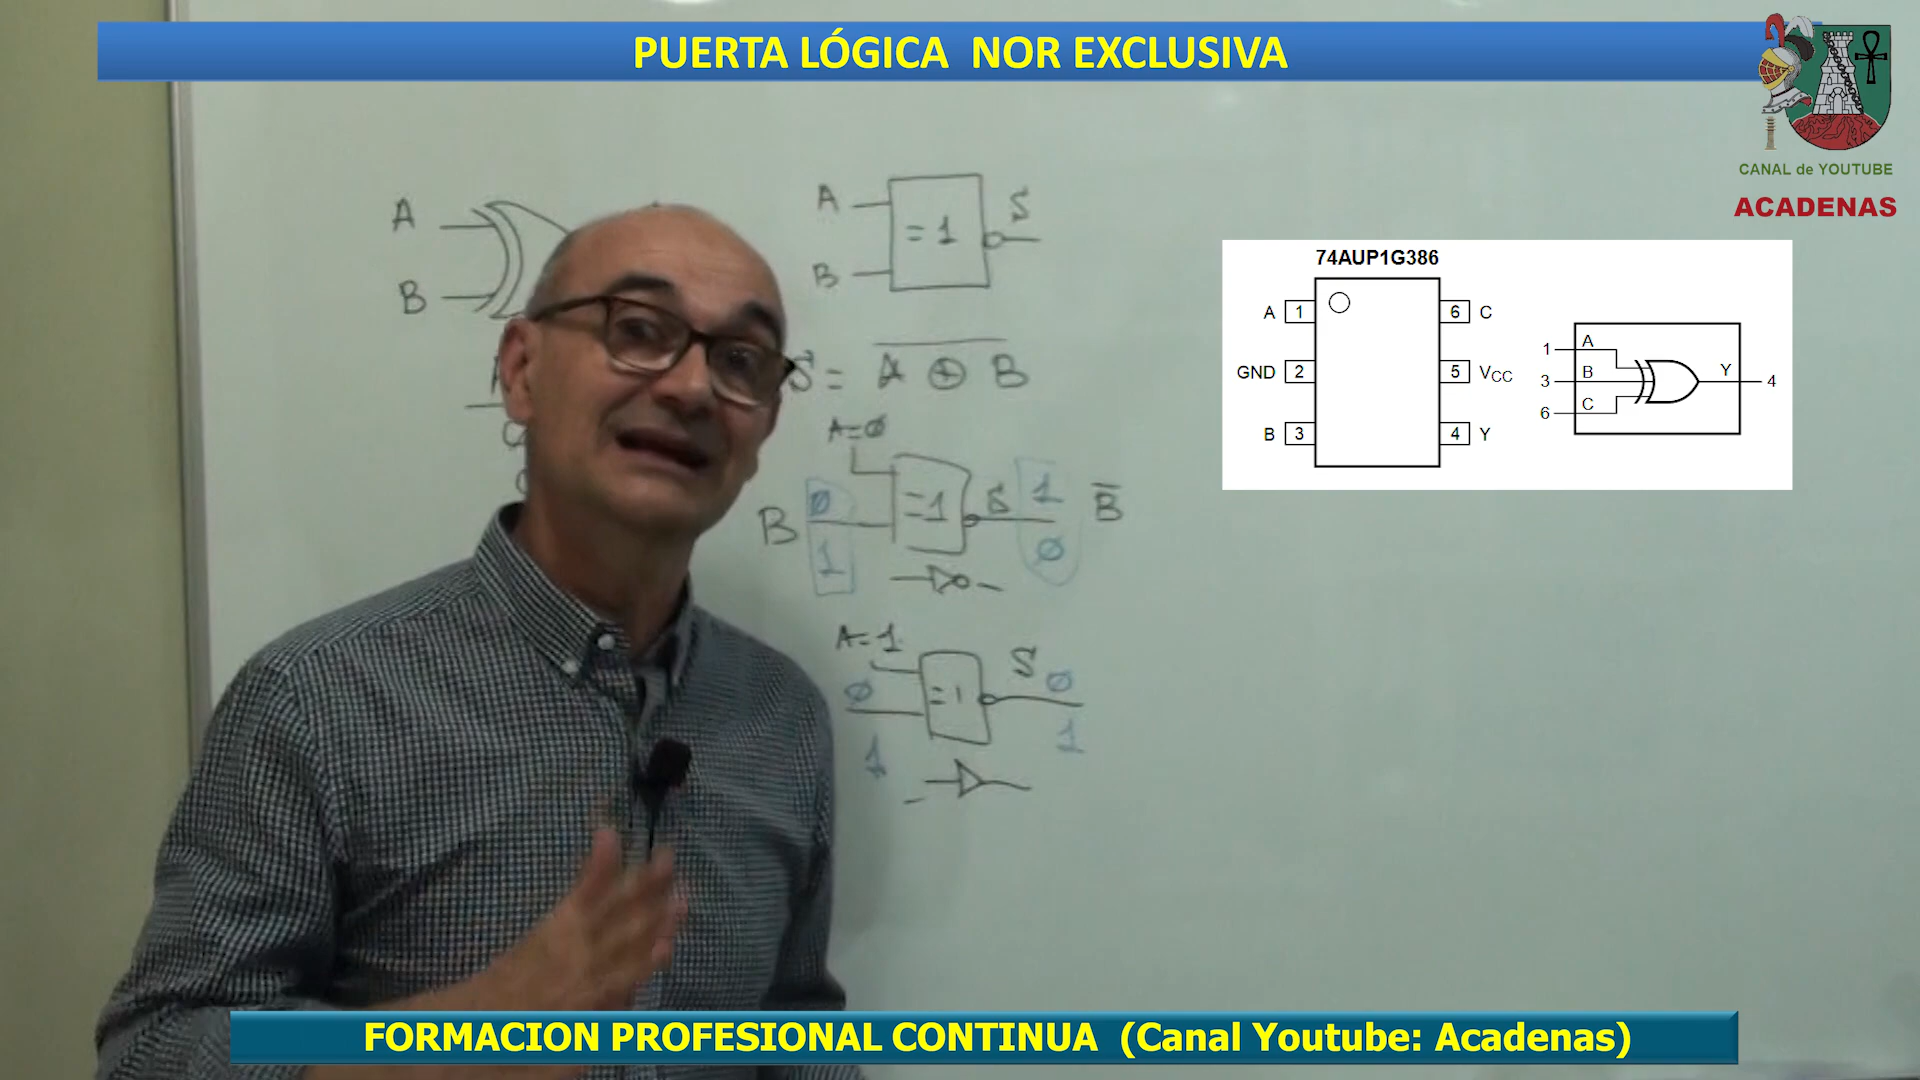 PUERTA LÓGICA NOR EXCLUSIVA
CANAL de YOUTUBE
ACADENAS
A
B
A
B
= 1
S
S = A ⊕ B
A=0
B
0
1
=1
S
1
0
B̅
A=1
0
1
=1
S
0
1
74AUP1G386
A 1
GND 2
B 3
6 C
5 VCC
4 Y
1 A
3 B
6 C
Y 4
FORMACION PROFESIONAL CONTINUA (Canal Youtube: Acadenas)